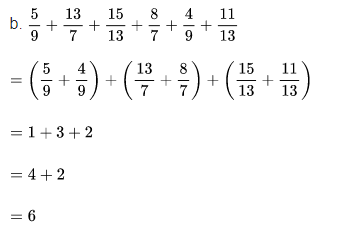 b. 5/9 + 13/7 + 15/13 + 8/7 + 4/9 + 11/13
= (5/9 + 4/9) + (13/7 + 8/7) + (15/13 + 11/13)
= 1 + 3 + 2
= 4 + 2
= 6